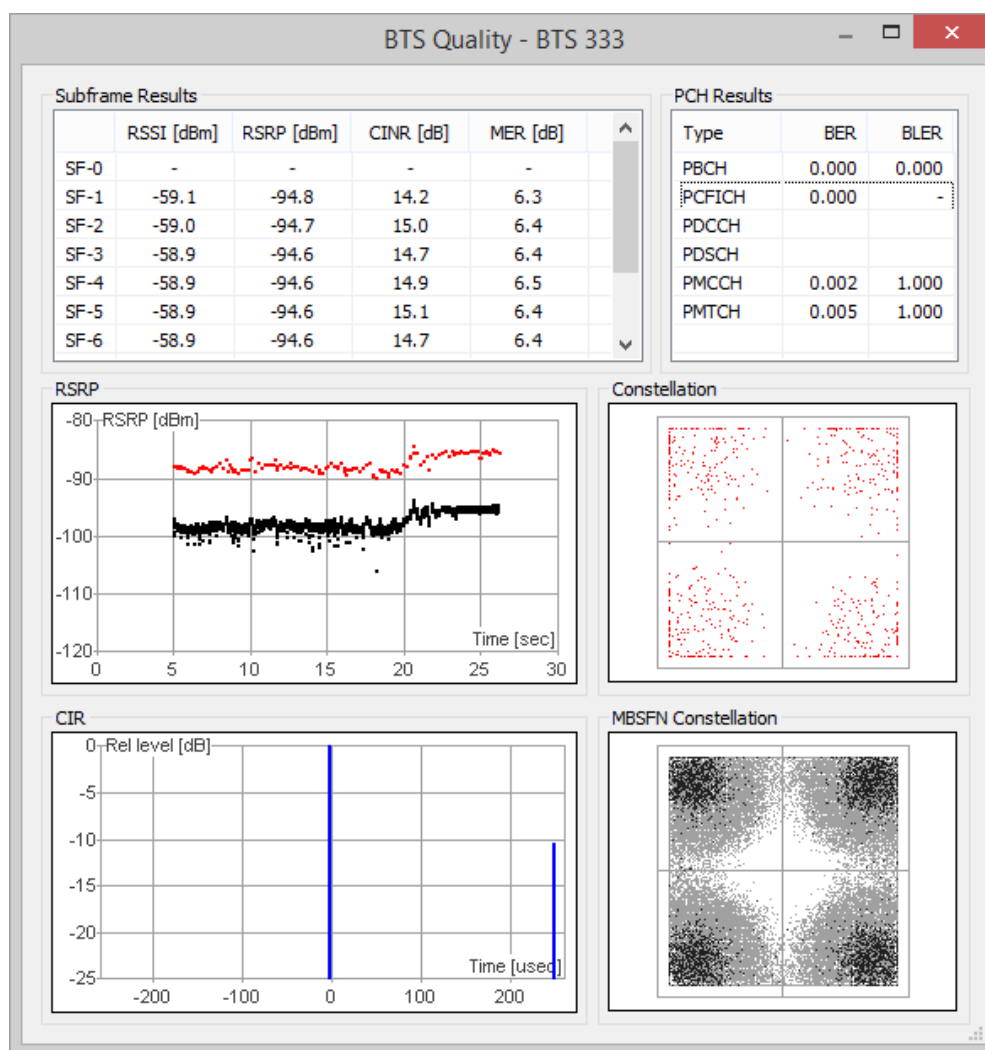 BTS Quality - BTS 333
Subframe Results
RSSI [dBm] RSRP [dBm] CINR [dB] MER [dB]
SF-0 - - - -
SF-1 -59.1 -94.8 14.2 6.3
SF-2 -59.0 -94.7 15.0 6.4
SF-3 -58.9 -94.6 14.7 6.4
SF-4 -58.9 -94.6 14.9 6.5
SF-5 -58.9 -94.6 15.1 6.4
SF-6 -58.9 -94.6 14.7 6.4
PCH Results
Type BER BLER
PBCH 0.000 0.000
PCFICH 0.000 -
PDCCH
PDSCH
PMCCH 0.002 1.000
PMTCH 0.005 1.000
RSRP
-80 RSRP [dBm]
-90
-100
-110
-120
Time [sec]
0 5 10 15 20 25 30
Constellation
CIR
0 Rel level [dB]
-5
-10
-15
-20
-25
Time [usec]
-200 -100 0 100 200
MBSFN Constellation